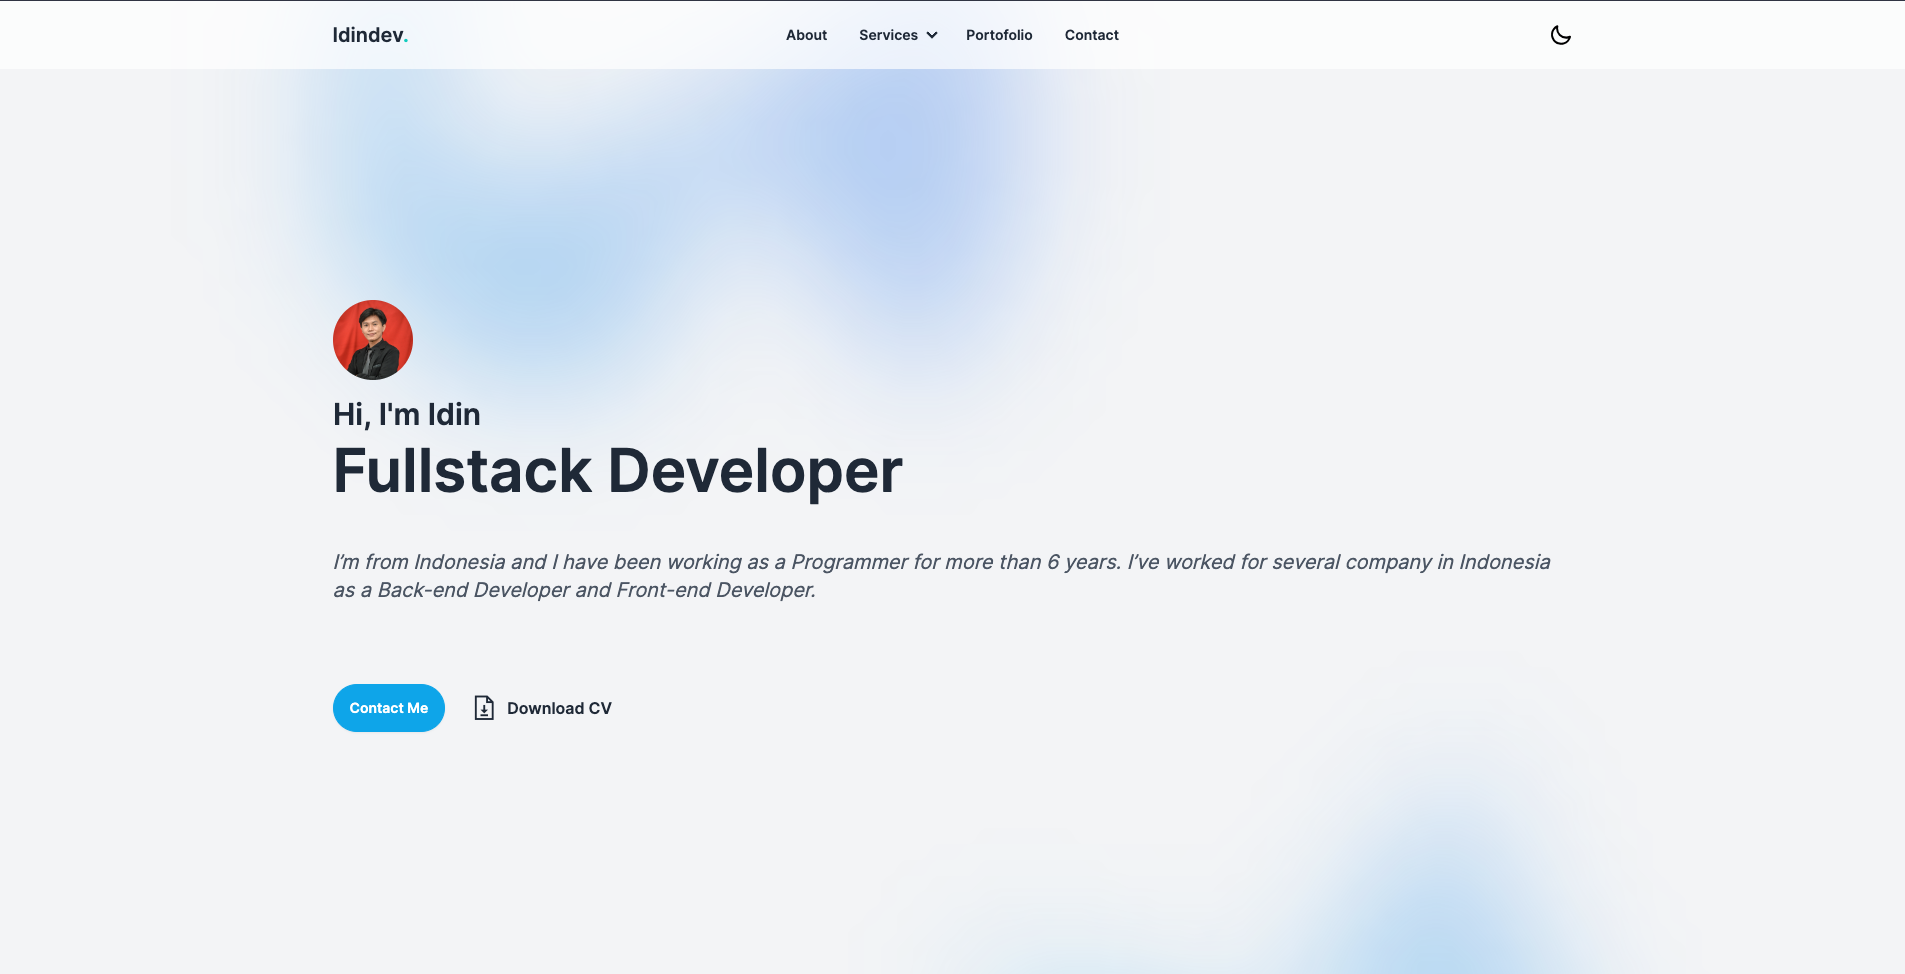 Idindev.
About
Services
Portofolio
Contact
Hi, I'm Idin
Fullstack Developer
I’m from Indonesia and I have been working as a Programmer for more than 6 years. I’ve worked for several company in Indonesia
as a Back-end Developer and Front-end Developer.
Contact Me
Download CV